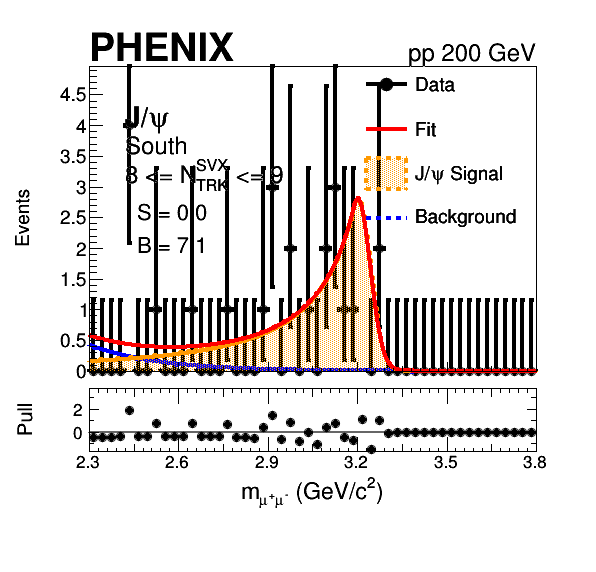 PHENIX
pp 200 GeV
Data
Fit
J/ψ Signal
Background
J/ψ
South
8 <= N^SVX_TRK <= 9
S = 0 0
B = 7 1
Events
4.5
4
3.5
3
2.5
2
1.5
1
0.5
0
Pull
2
0
2.3 2.6 2.9 3.2 3.5 3.8
m_μ⁺μ⁻ (GeV/c²)